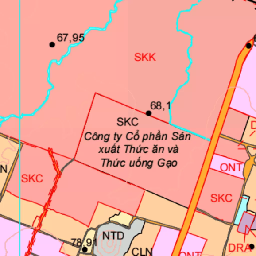 67,95
SKK
68,1
SKC
Công ty Cổ phần Sản
xuất Thức ăn và
Thức uống Gạo
ONT
SKC
SKC
NTD
78,91
CLN
DRA